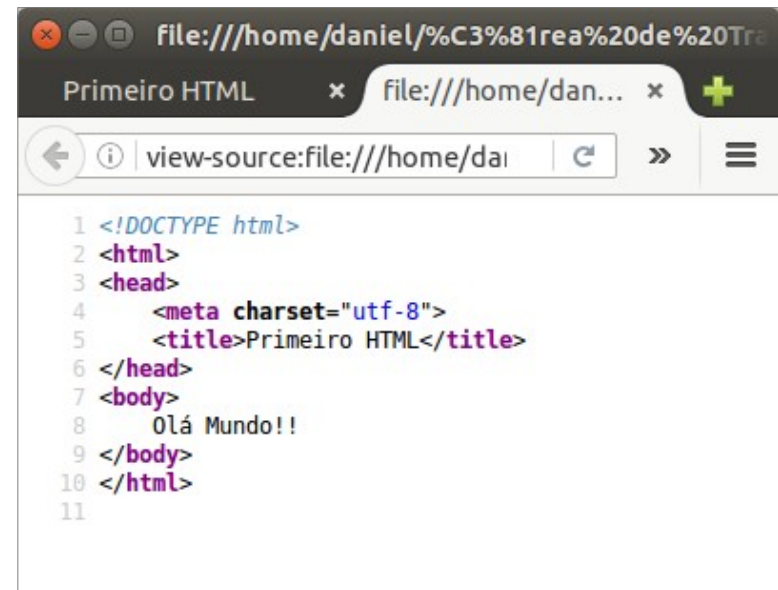 file:///home/daniel/%C3%81rea%20de%20Tra
Primeiro HTML
file:///home/dan...
view-source:file:///home/dan
1 <!DOCTYPE html>
2 <html>
3 <head>
4 <meta charset="utf-8">
5 <title>Primeiro HTML</title>
6 </head>
7 <body>
8 Olá Mundo!!
9 </body>
10 </html>
11